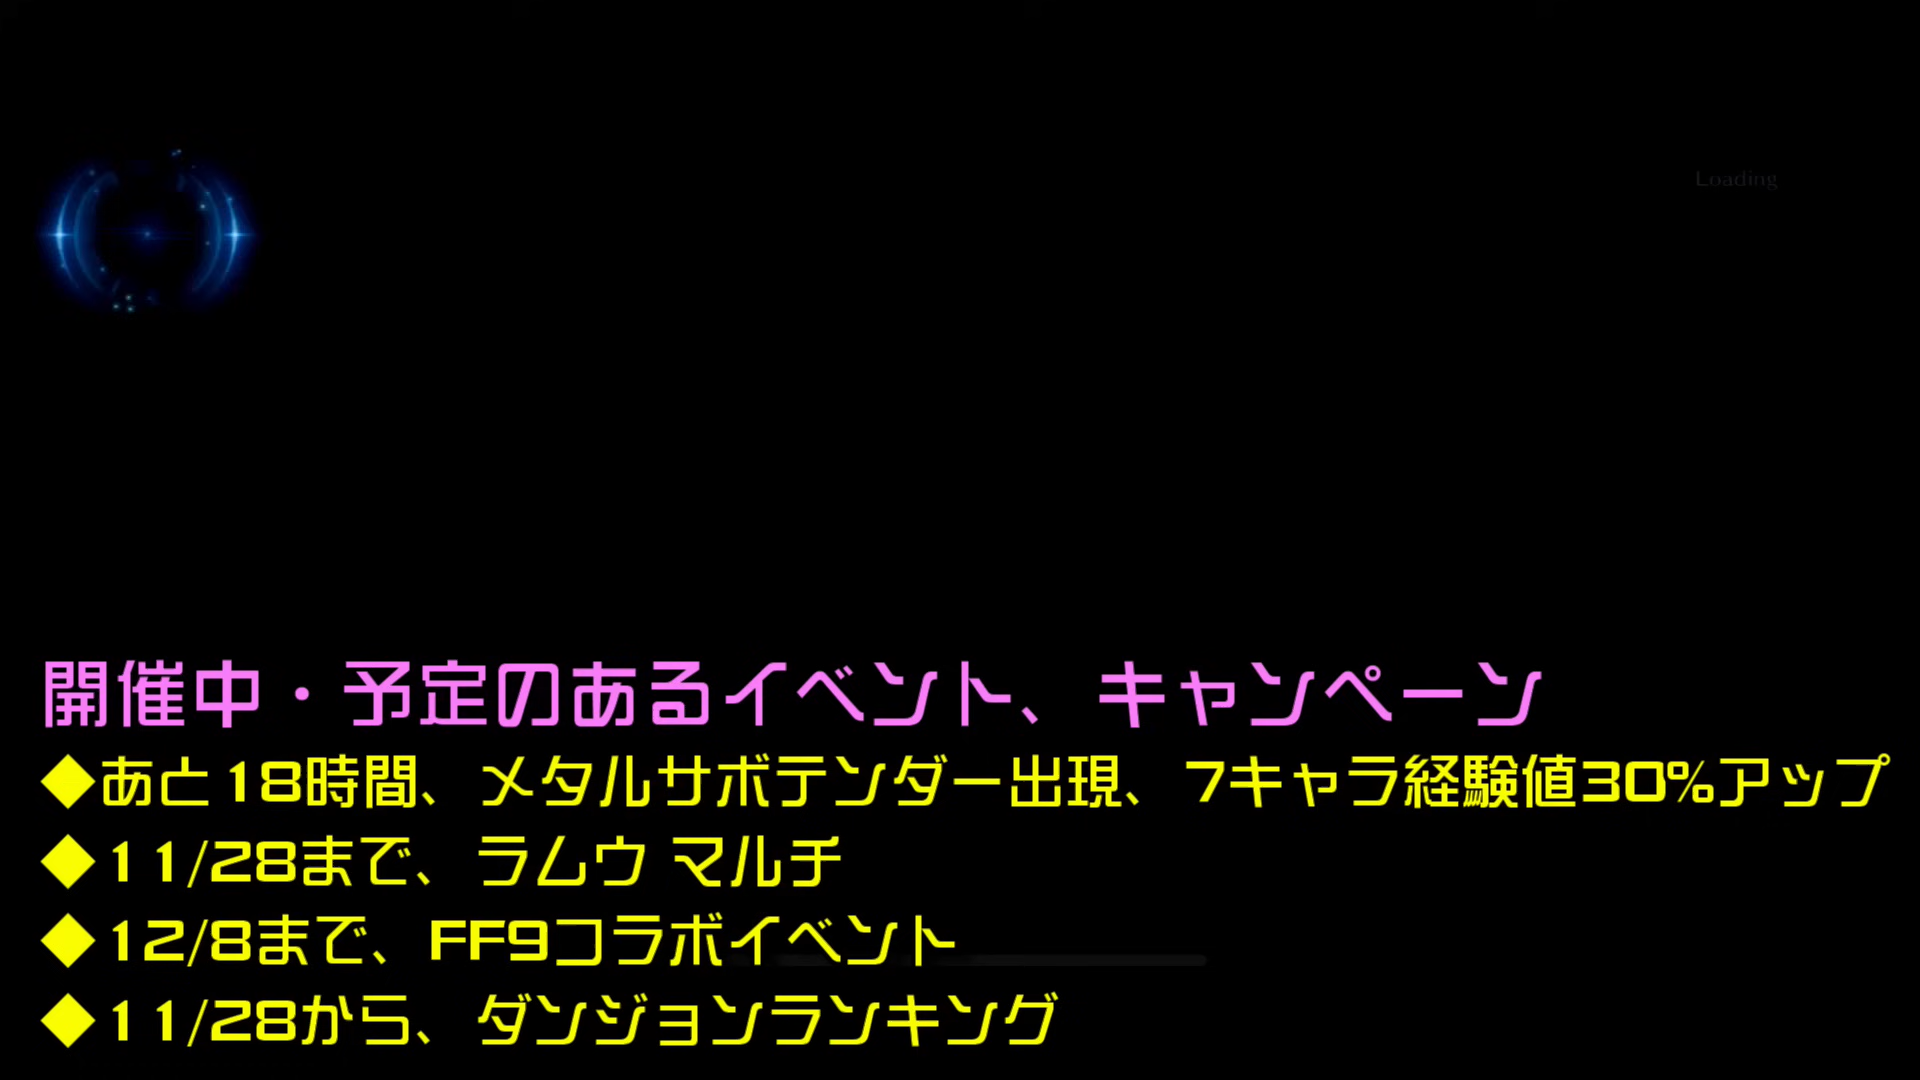 Loading
開催中・予定のあるイベント、キャンペーン
◆あと18時間、メタルサボテンダー出現、7キャラ経験値30%アップ
◆11/28まで、ラムウ マルチ
◆12/8まで、FF9コラボイベント
◆11/28から、ダンジョンランキング